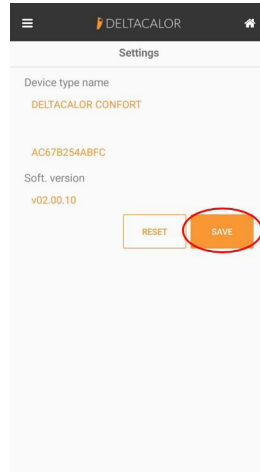 DELTACALOR
Settings
Device type name
DELTACALOR CONFORT
AC67B254ABFC
Soft. version
v02.00.10
RESET SAVE